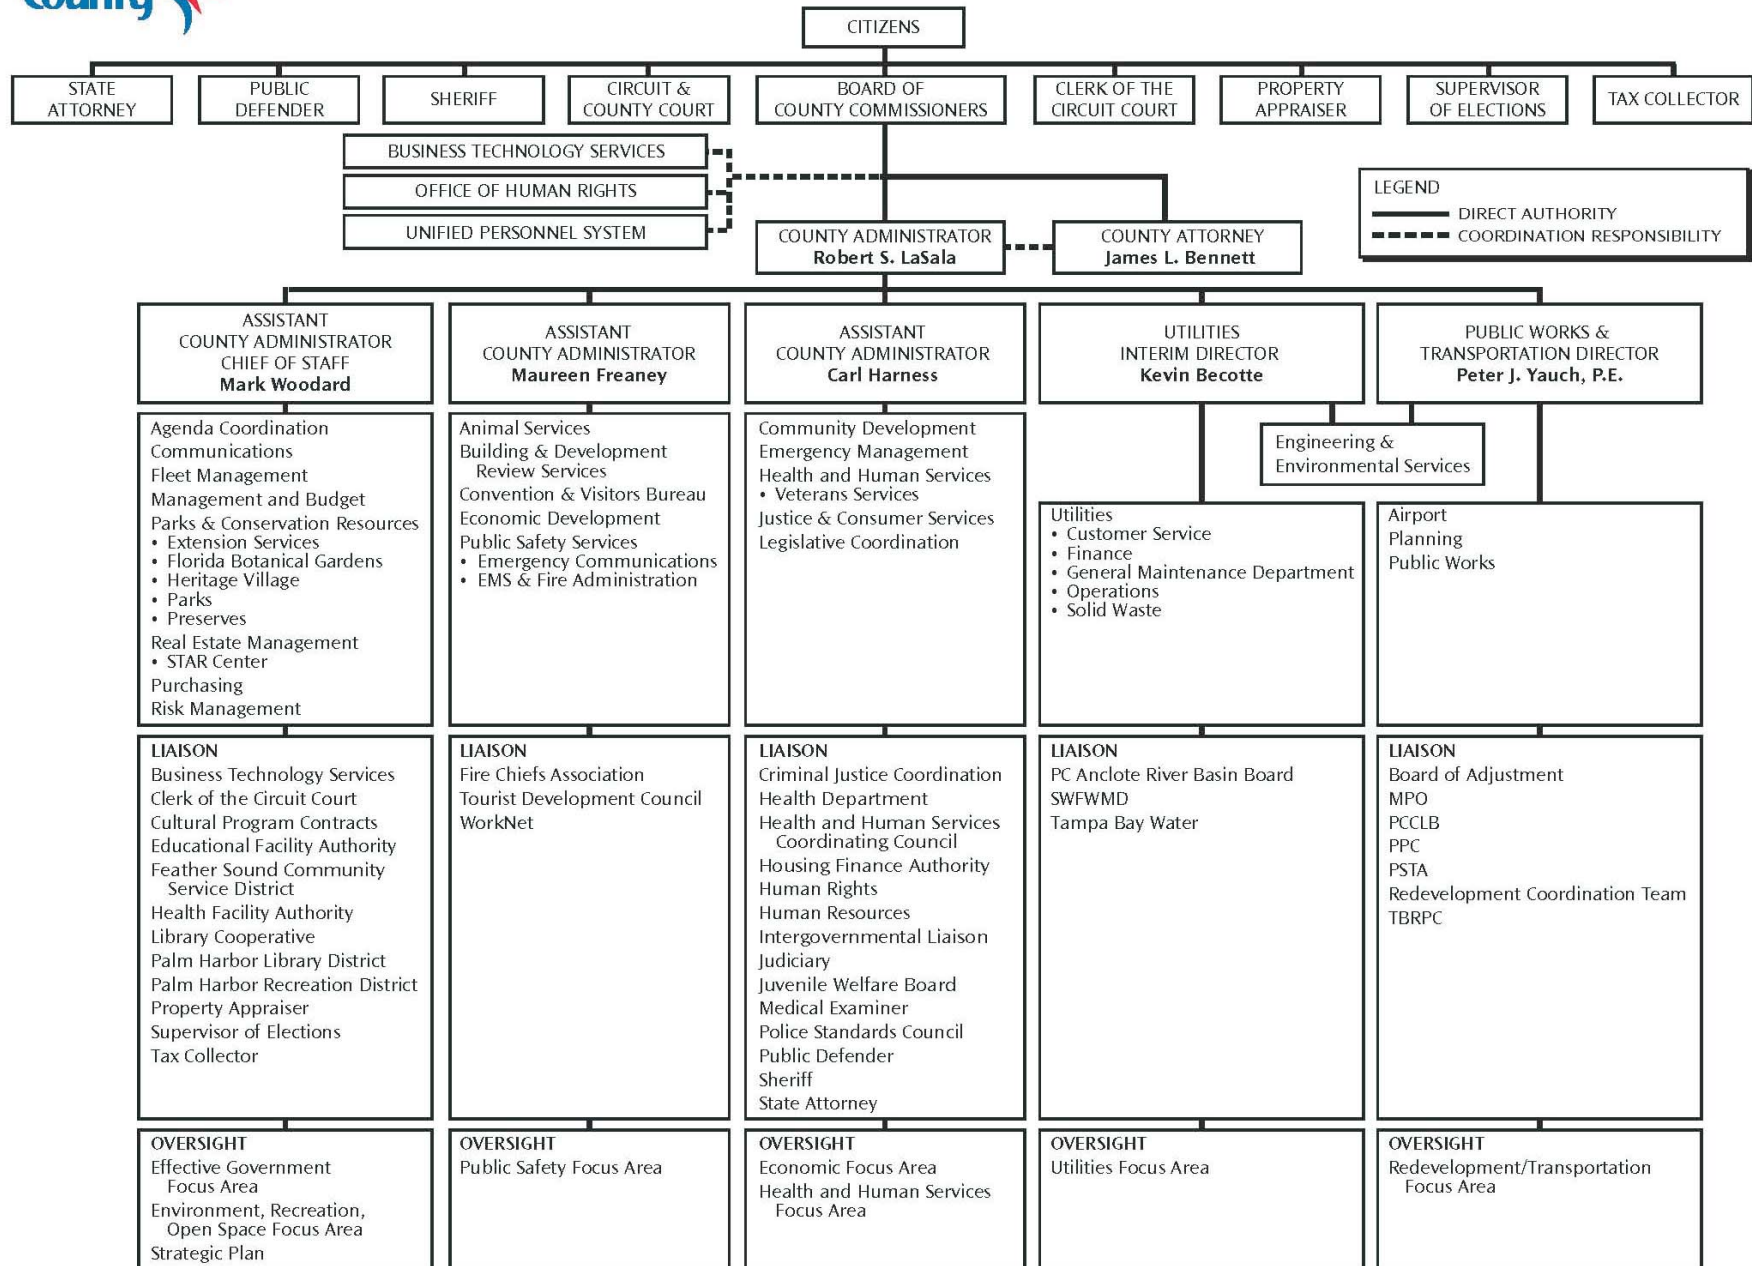 County
CITIZENS
STATE
ATTORNEY
PUBLIC
DEFENDER
SHERIFF
CIRCUIT &
COUNTY COURT
BOARD OF
COUNTY COMMISSIONERS
CLERK OF THE
CIRCUIT COURT
PROPERTY
APPRAISER
SUPERVISOR
OF ELECTIONS
TAX COLLECTOR
BUSINESS TECHNOLOGY SERVICES
OFFICE OF HUMAN RIGHTS
UNIFIED PERSONNEL SYSTEM
LEGEND
DIRECT AUTHORITY
COORDINATION RESPONSIBILITY
COUNTY ADMINISTRATOR
Robert S. LaSala
COUNTY ATTORNEY
James L. Bennett
ASSISTANT
COUNTY ADMINISTRATOR
CHIEF OF STAFF
Mark Woodard
ASSISTANT
COUNTY ADMINISTRATOR
Maureen Freaney
ASSISTANT
COUNTY ADMINISTRATOR
Carl Harness
UTILITIES
INTERIM DIRECTOR
Kevin Becotte
PUBLIC WORKS &
TRANSPORTATION DIRECTOR
Peter J. Yauch, P.E.
Agenda Coordination
Communications
Fleet Management
Management and Budget
Parks & Conservation Resources
• Extension Services
• Florida Botanical Gardens
• Heritage Village
• Parks
• Preserves
Real Estate Management
• STAR Center
Purchasing
Risk Management
Animal Services
Building & Development
Review Services
Convention & Visitors Bureau
Economic Development
Public Safety Services
• Emergency Communications
• EMS & Fire Administration
Community Development
Emergency Management
Health and Human Services
• Veterans Services
Justice & Consumer Services
Legislative Coordination
Engineering &
Environmental Services
Utilities
• Customer Service
• Finance
• General Maintenance Department
• Operations
• Solid Waste
Airport
Planning
Public Works
LIAISON
Business Technology Services
Clerk of the Circuit Court
Cultural Program Contracts
Educational Facility Authority
Feather Sound Community
Service District
Health Facility Authority
Library Cooperative
Palm Harbor Library District
Palm Harbor Recreation District
Property Appraiser
Supervisor of Elections
Tax Collector
LIAISON
Fire Chiefs Association
Tourist Development Council
WorkNet
LIAISON
Criminal Justice Coordination
Health Department
Health and Human Services
Coordinating Council
Housing Finance Authority
Human Rights
Human Resources
Intergovernmental Liaison
Judiciary
Juvenile Welfare Board
Medical Examiner
Police Standards Council
Public Defender
Sheriff
State Attorney
LIAISON
PC Anclote River Basin Board
SWFWMD
Tampa Bay Water
LIAISON
Board of Adjustment
MPO
PCCLB
PPC
PSTA
Redevelopment Coordination Team
TBRPC
OVERSIGHT
Effective Government
Focus Area
Environment, Recreation,
Open Space Focus Area
Strategic Plan
OVERSIGHT
Public Safety Focus Area
OVERSIGHT
Economic Focus Area
Health and Human Services
Focus Area
OVERSIGHT
Utilities Focus Area
OVERSIGHT
Redevelopment/Transportation
Focus Area